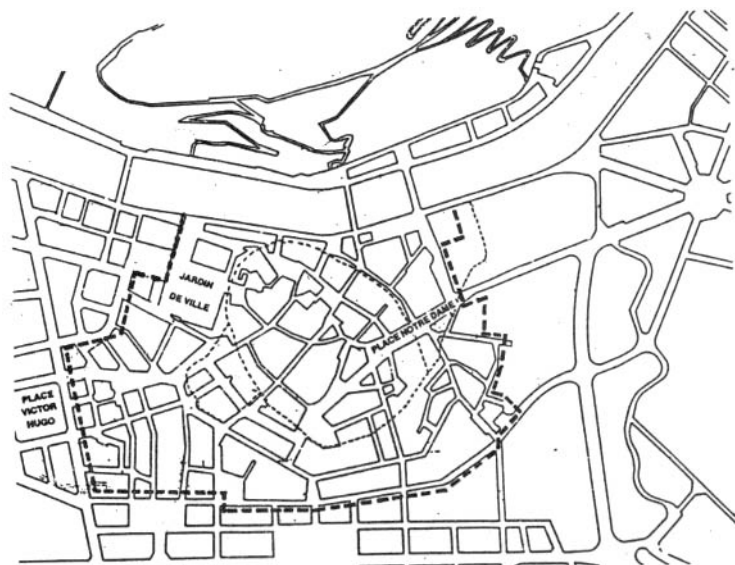 JARDIN
DE VILLE
PLACE NOTRE DAME
PLACE
VICTOR
HUGO